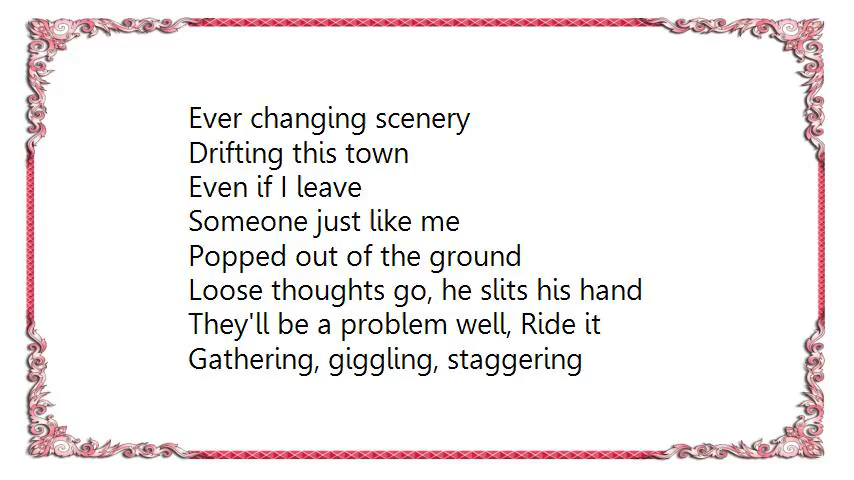 Ever changing scenery
Drifting this town
Even if I leave
Someone just like me
Popped out of the ground
Loose thoughts go, he slits his hand
They'll be a problem well, Ride it
Gathering, giggling, staggering